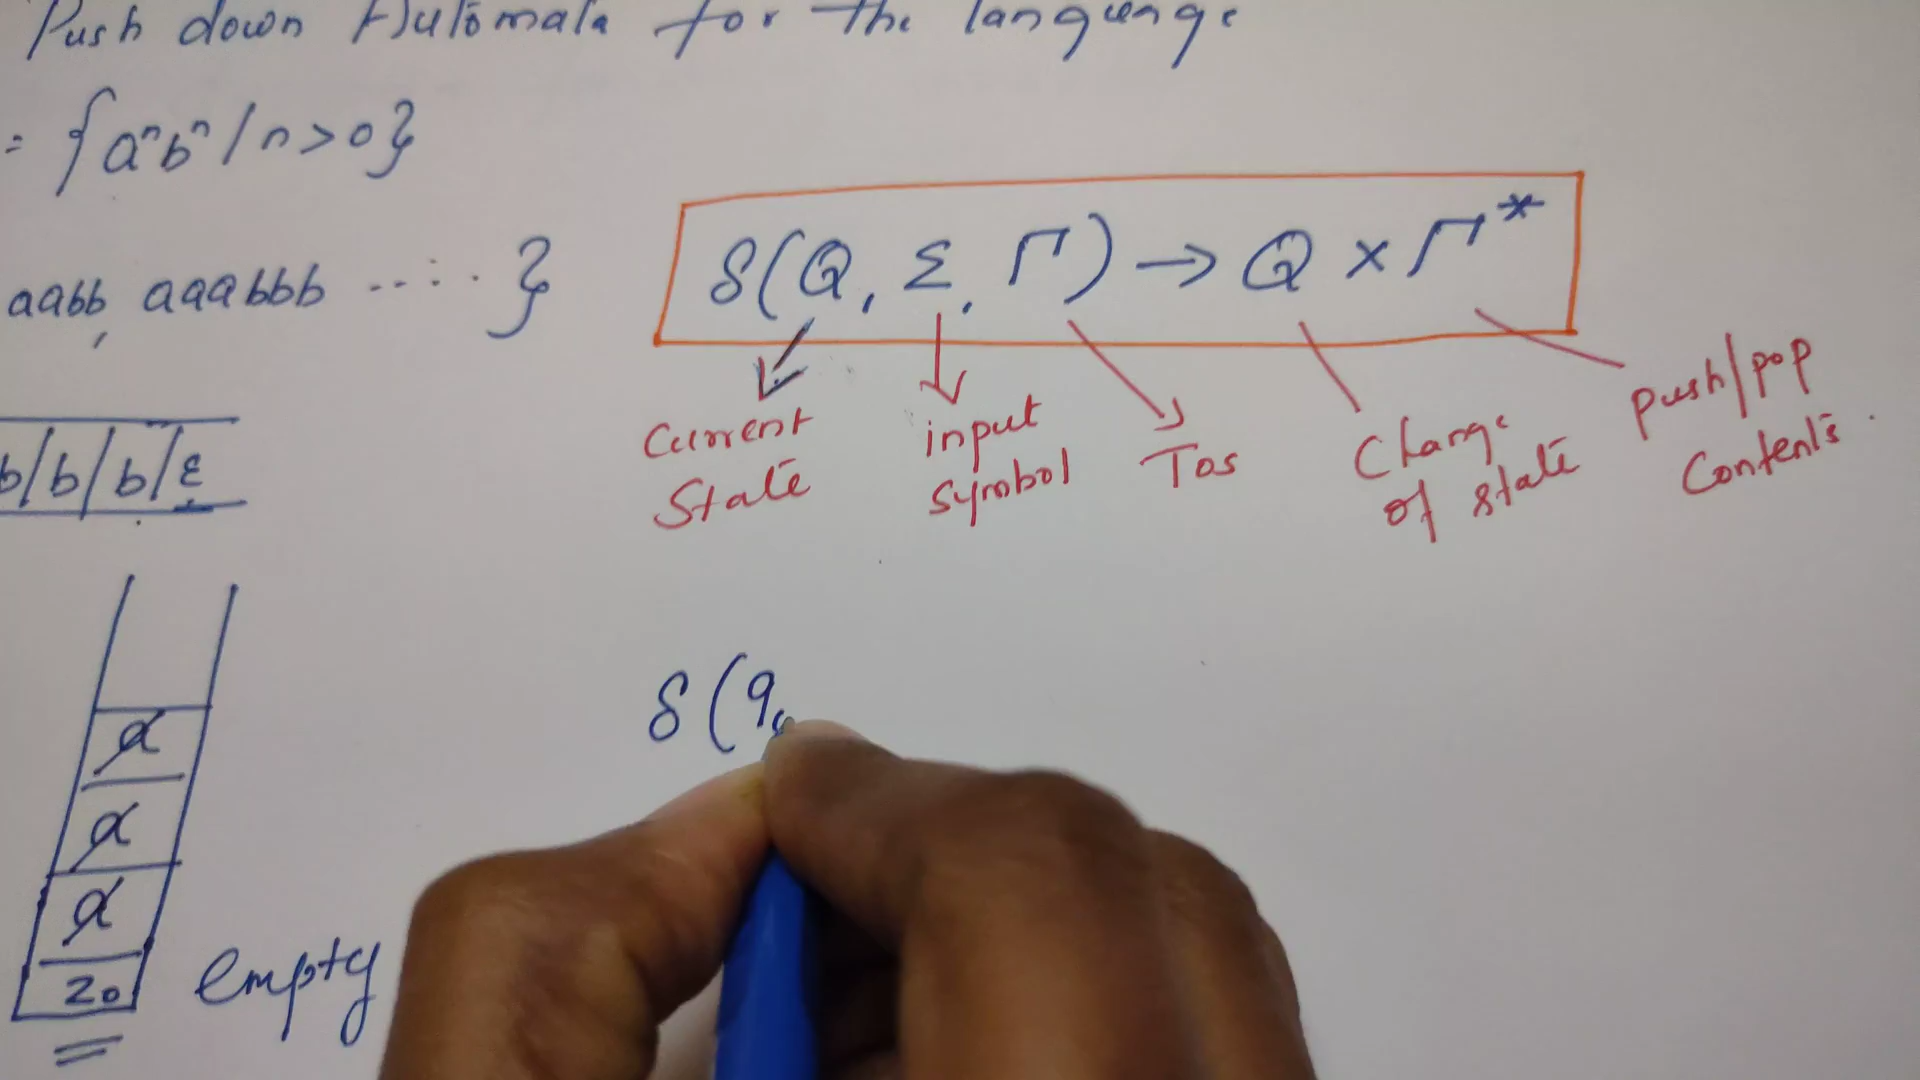 Push down Automata for the language
= {aⁿbⁿ / n > 0}
aabb, aaabbb ..... }
δ(Q, Σ, Γ) → Q × Γ*
Current State
input Symbol
Tos
Change of state
push/pop Contents.
b/b/b/ε
a
a
a
Z0
empty
δ(q0